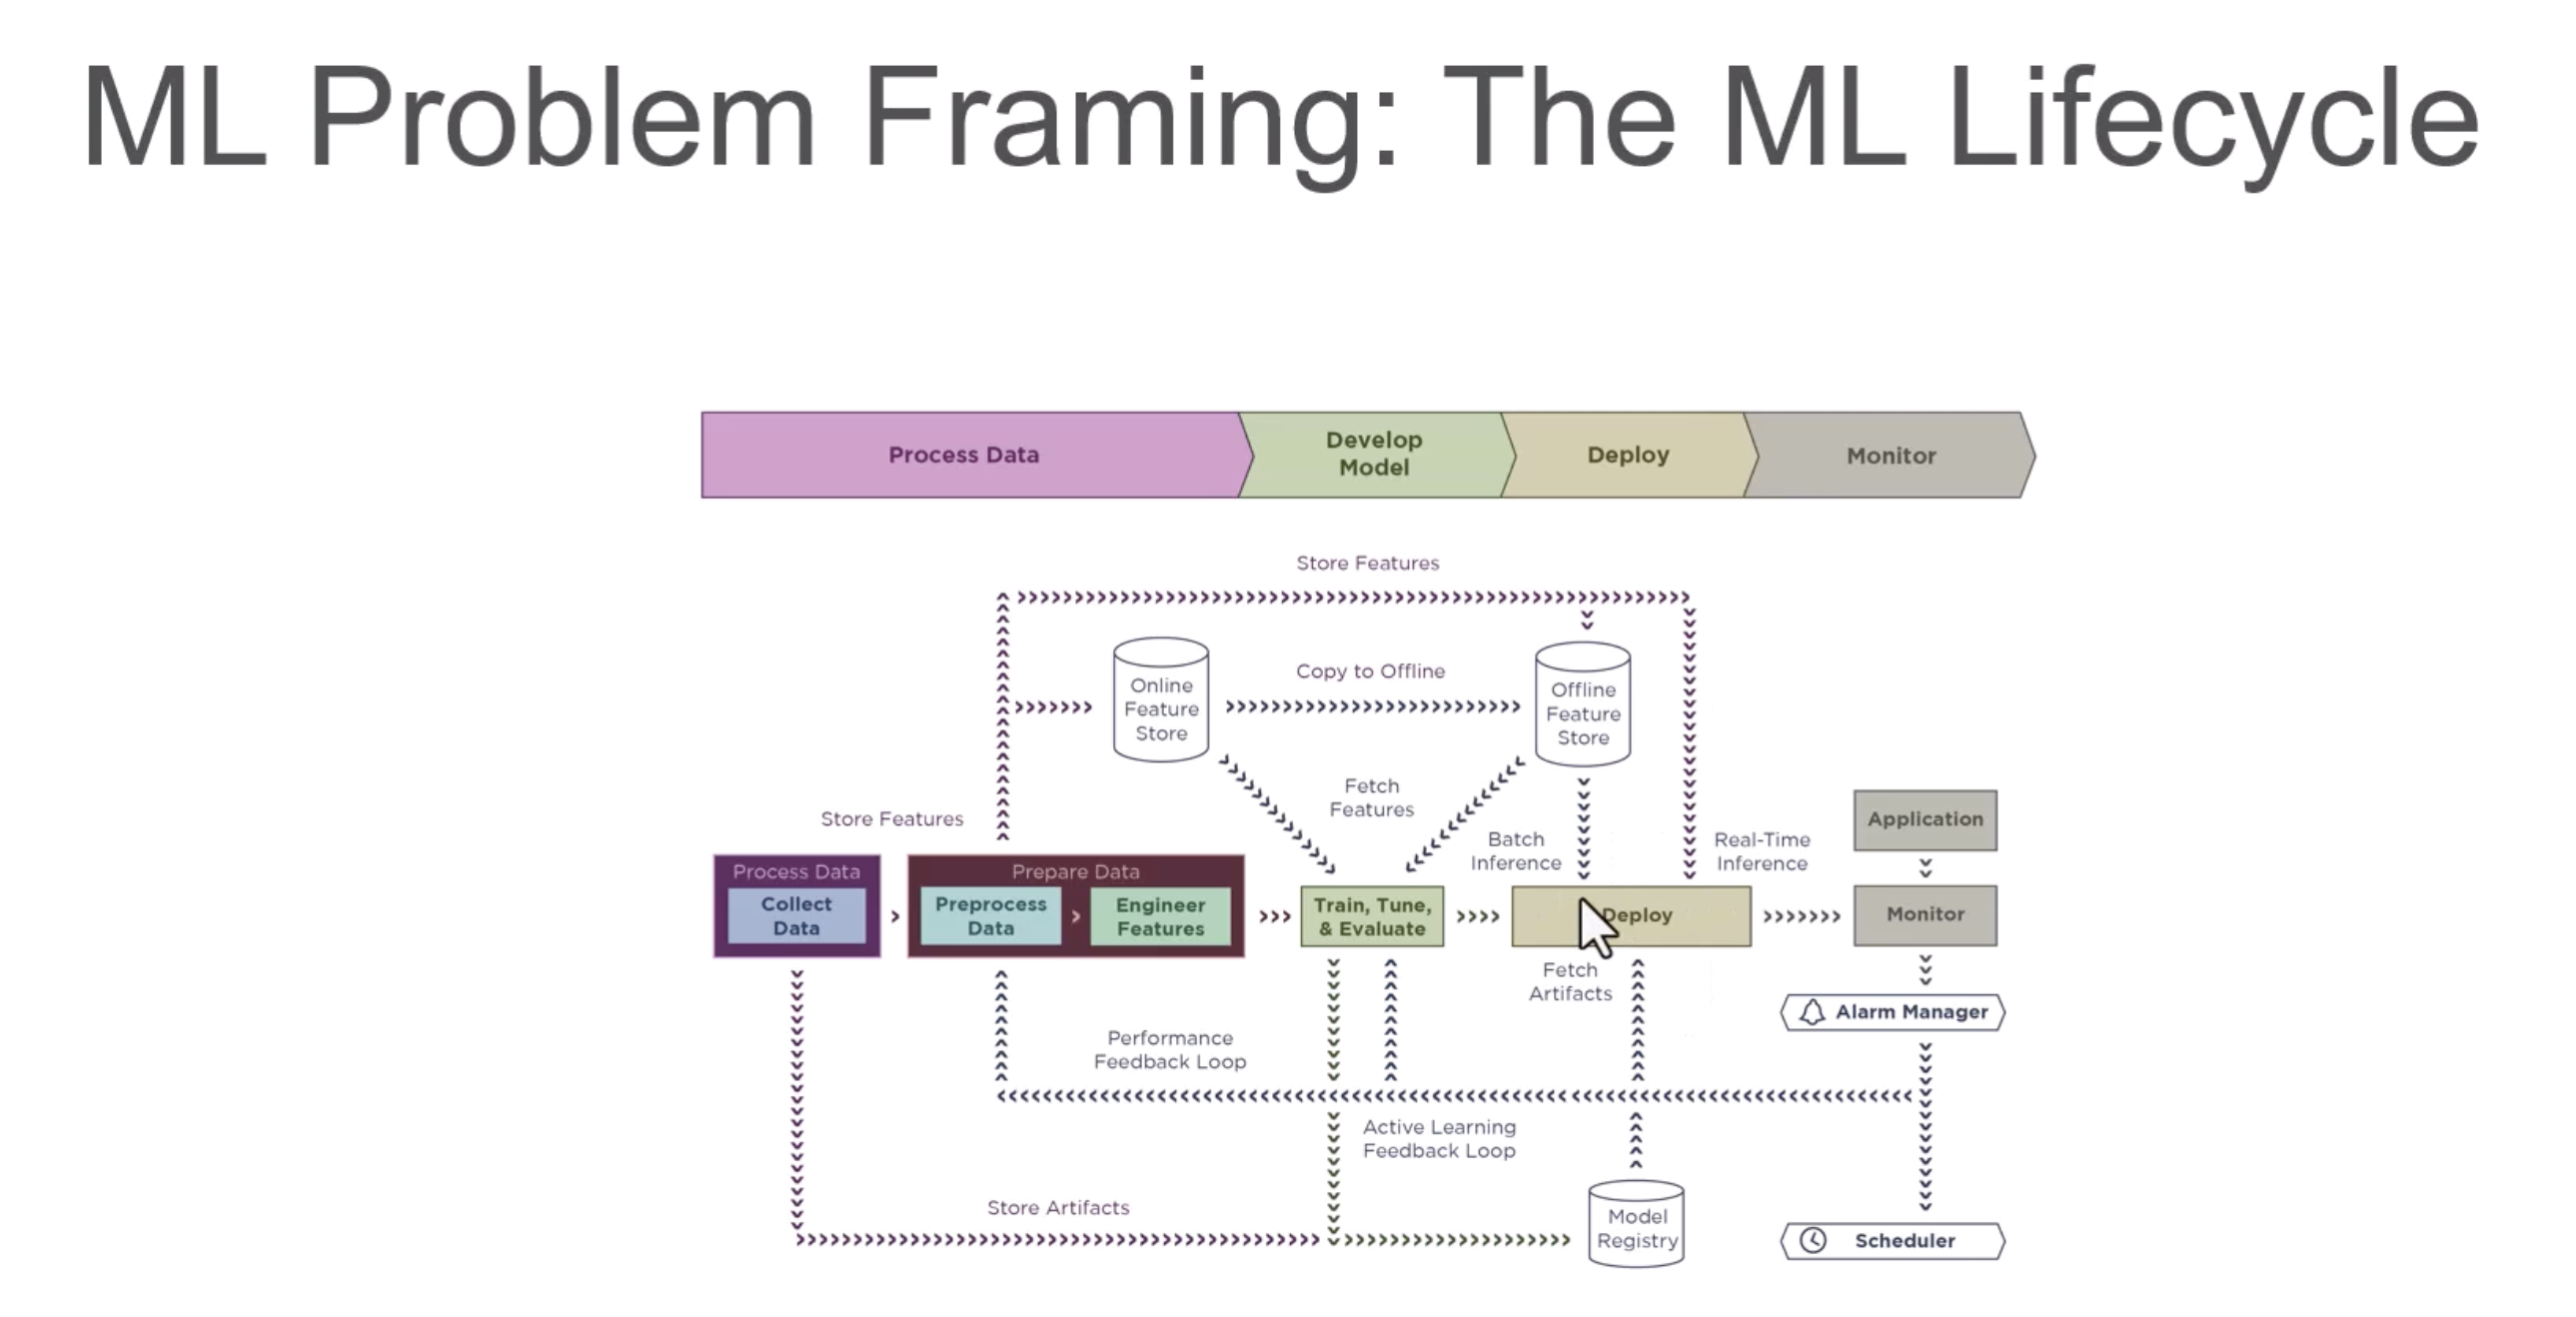 ML Problem Framing: The ML Lifecycle
Process Data
Develop
Model
Deploy
Monitor
Store Features
Online
Feature
Store
Copy to Offline
Offline
Feature
Store
Fetch
Features
Store Features
Batch
Inference
Real-Time
Inference
Application
Process Data
Collect
Data
Prepare Data
Preprocess
Data
Engineer
Features
Train, Tune,
& Evaluate
Deploy
Monitor
Fetch
Artifacts
Alarm Manager
Performance
Feedback Loop
Active Learning
Feedback Loop
Store Artifacts
Model
Registry
Scheduler